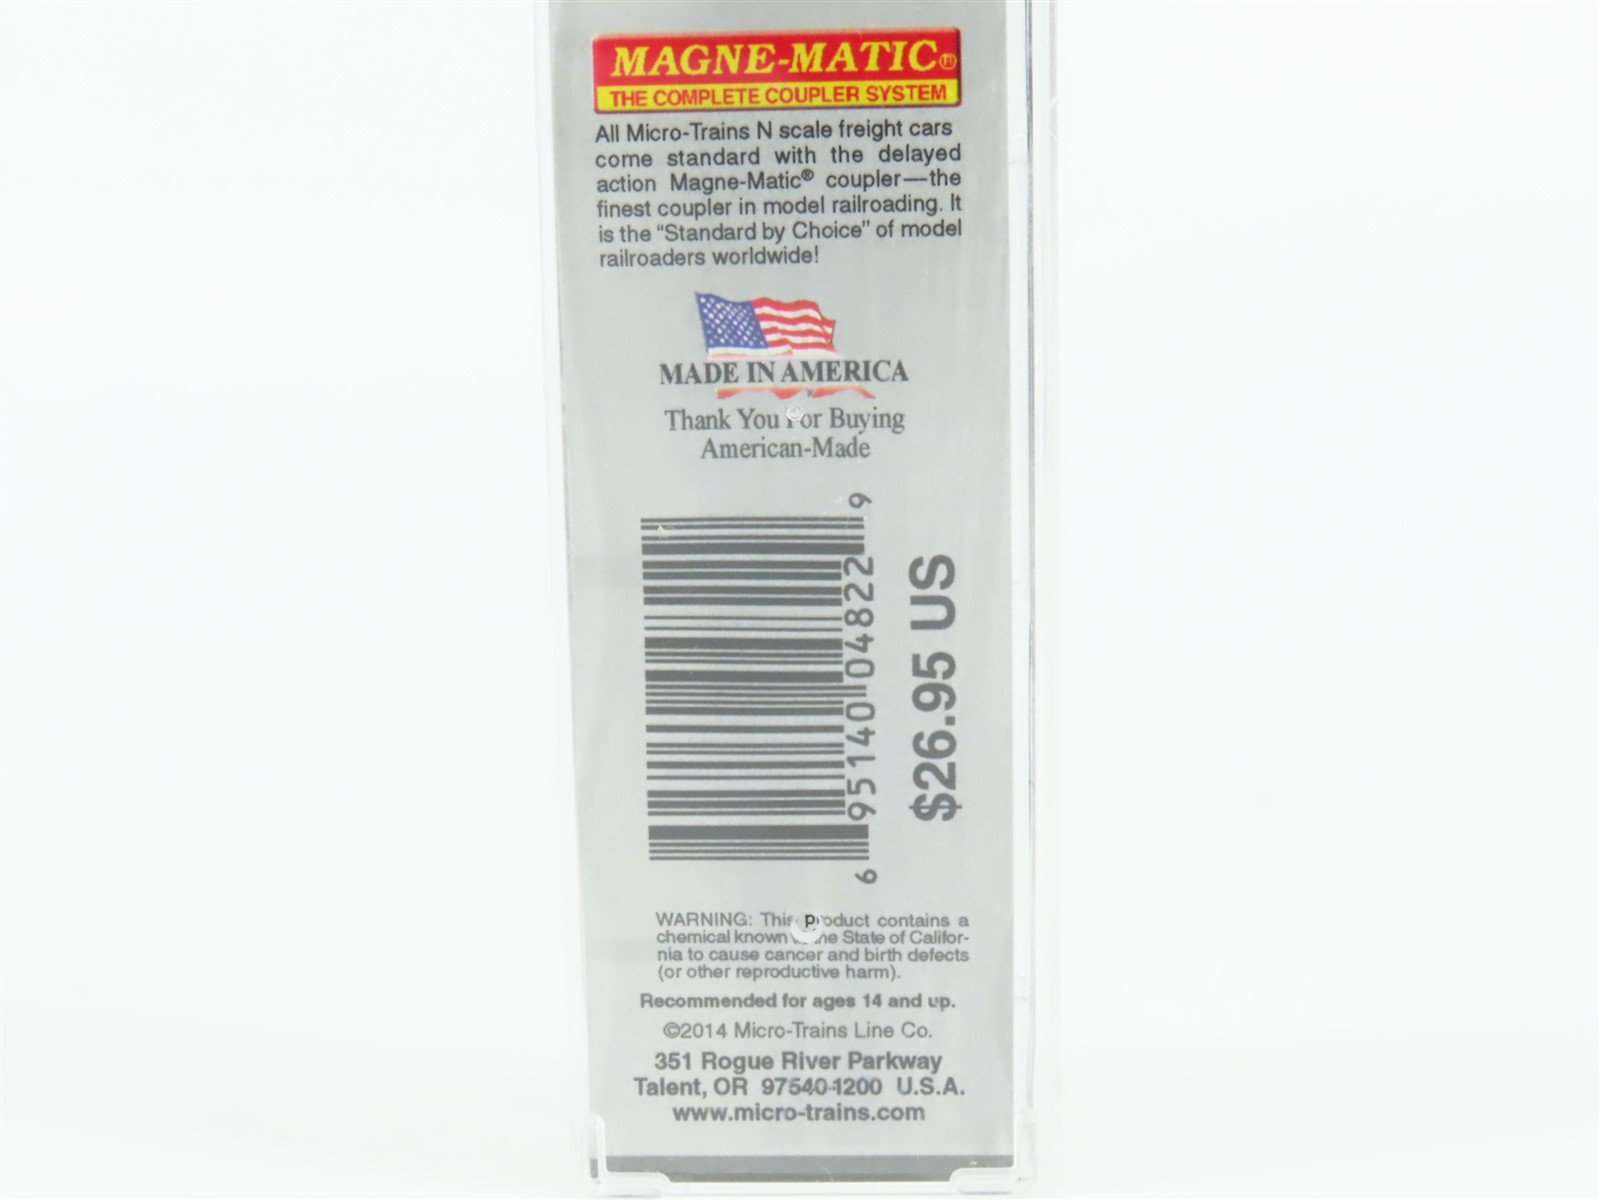 MAGNE-MATIC®
THE COMPLETE COUPLER SYSTEM
All Micro-Trains N scale freight cars
come standard with the delayed
action Magne-Matic® coupler—the
finest coupler in model railroading. It
is the “Standard by Choice” of model
railroaders worldwide!
MADE IN AMERICA
Thank You For Buying
American-Made
6 95140 04822 9
$26.95 US
WARNING: This product contains a
chemical known to the State of Califor-
nia to cause cancer and birth defects
(or other reproductive harm).
Recommended for ages 14 and up.
©2014 Micro-Trains Line Co.
351 Rogue River Parkway
Talent, OR 97540-1200 U.S.A.
www.micro-trains.com